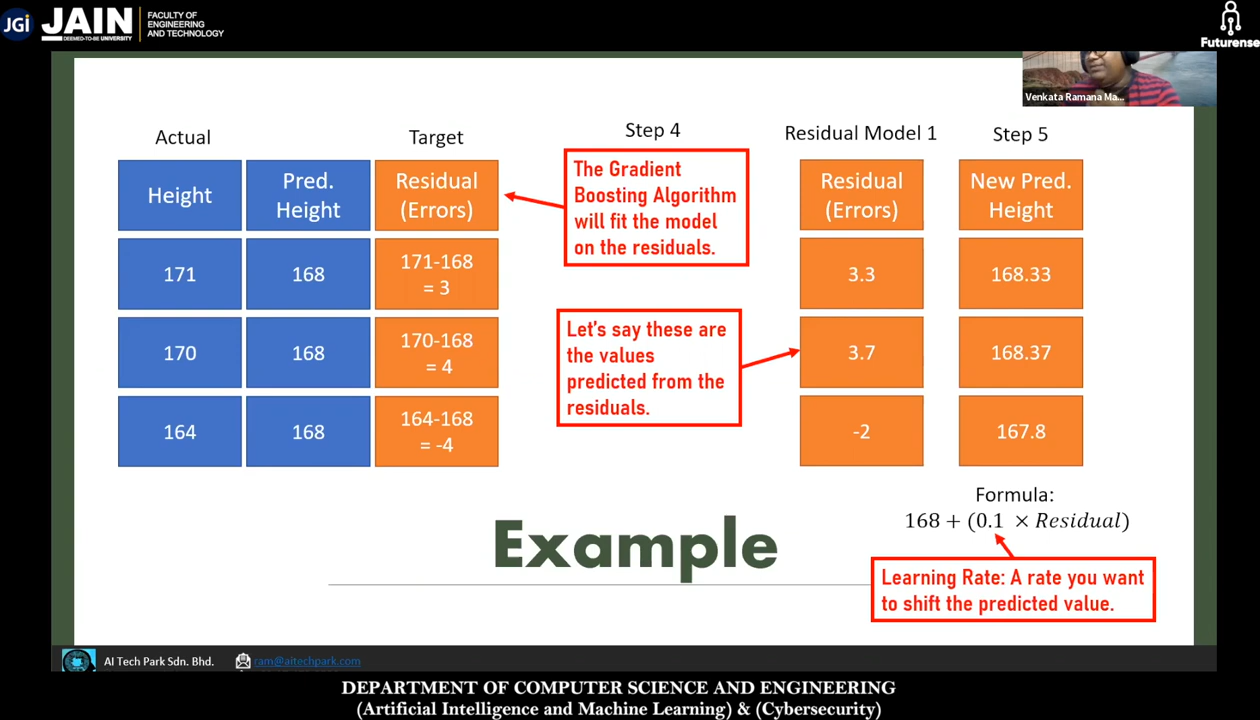 JGI
JAIN
DEEMED-TO-BE UNIVERSITY
FACULTY OF
ENGINEERING
AND TECHNOLOGY
Futurense
Venkata Ramana Ma...
Actual
Target
Step 4
Residual Model 1
Step 5
Height
Pred.
Height
Residual
(Errors)
The Gradient
Boosting Algorithm
will fit the model
on the residuals.
Residual
(Errors)
New Pred.
Height
171
168
171-168
= 3
3.3
168.33
170
168
170-168
= 4
Let's say these are
the values
predicted from the
residuals.
3.7
168.37
164
168
164-168
= -4
-2
167.8
Formula:
168 + (0.1 × Residual)
Example
Learning Rate: A rate you want
to shift the predicted value.
AI Tech Park Sdn. Bhd.
ram@aitechpark.com
DEPARTMENT OF COMPUTER SCIENCE AND ENGINEERING
(Artificial Intelligence and Machine Learning) & (Cybersecurity)